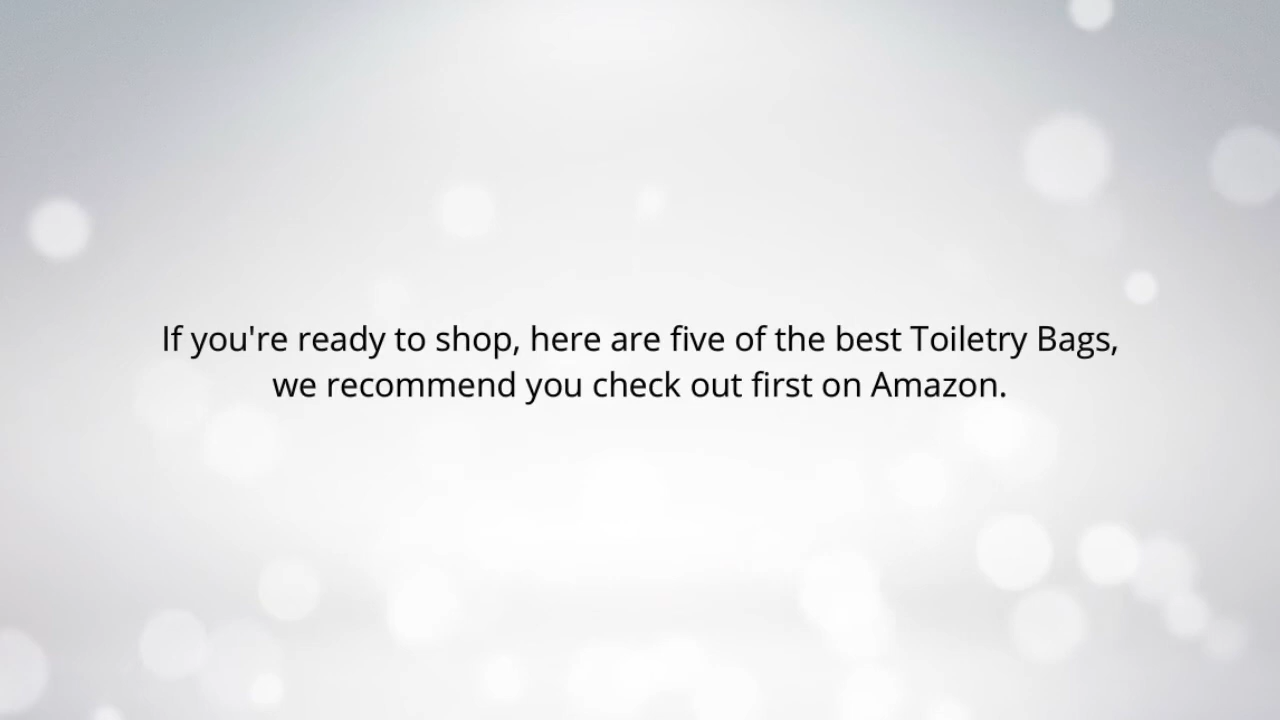 If you're ready to shop, here are five of the best Toiletry Bags,
we recommend you check out first on Amazon.